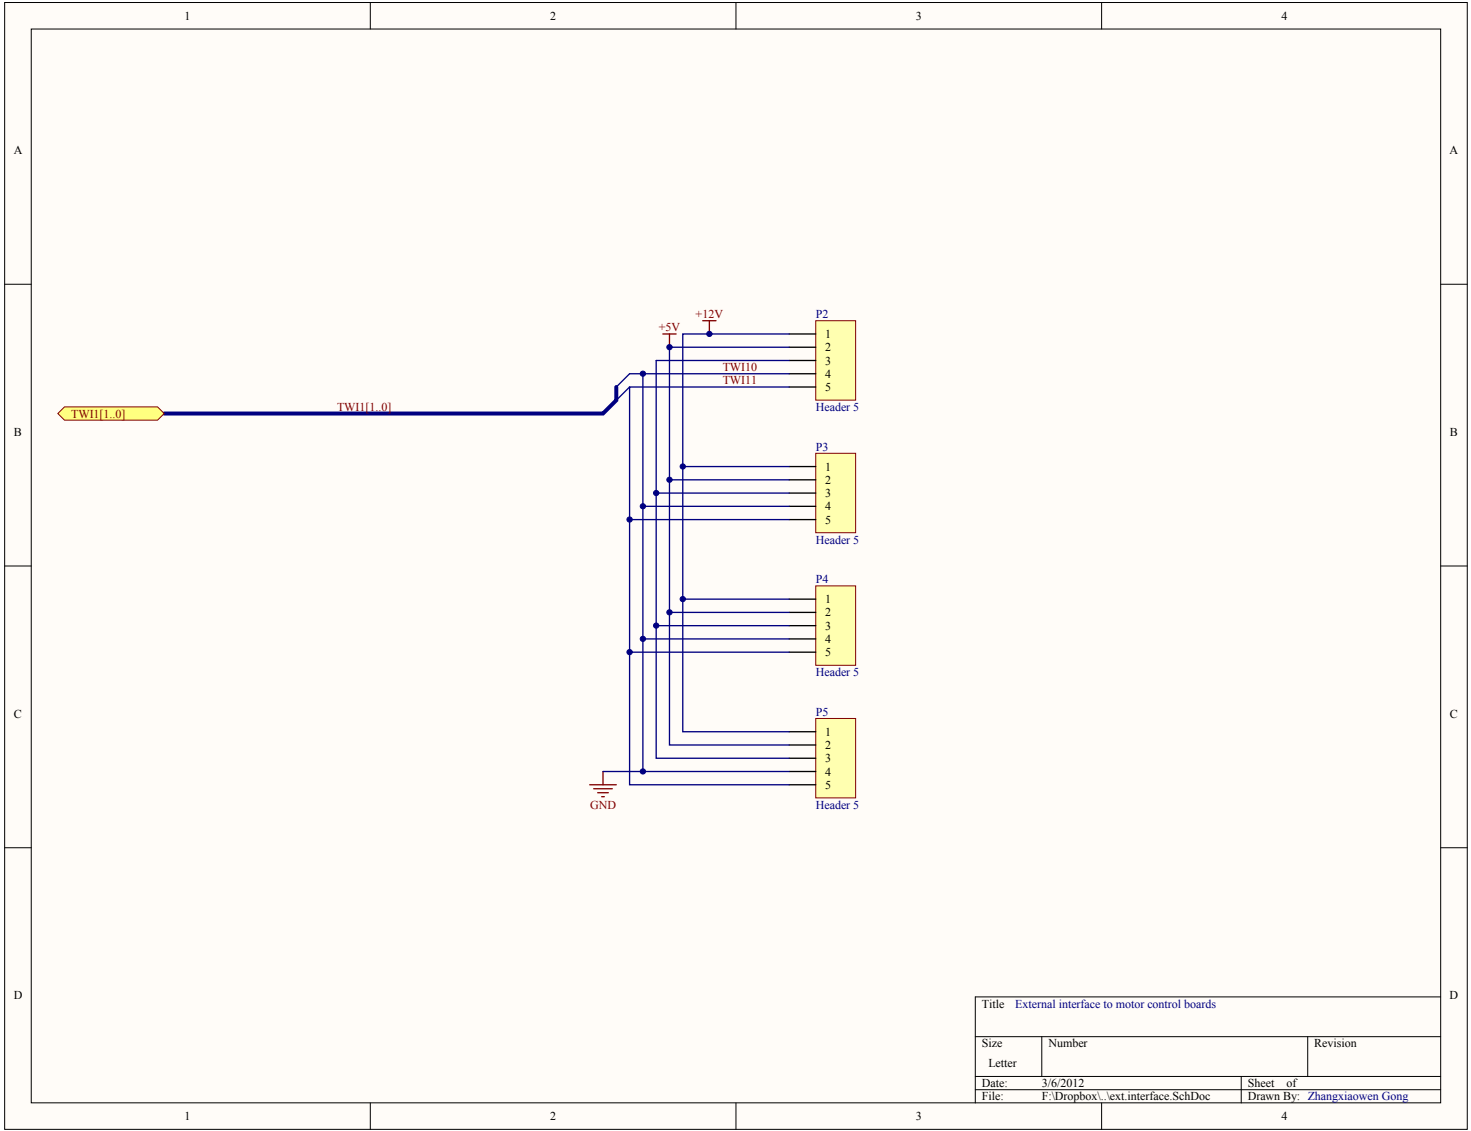 1 2 3 4
A A
+12V P2
+5V
1
2
3
TWI10 4
TWI11 5
TWI1[1..0] TWI1[1..0] Header 5
B B
P3
1
2
3
4
5
Header 5
P4
1
2
3
4
5
Header 5
C C
P5
1
2
3
4
5
GND Header 5
D D
Title External interface to motor control boards
Size Number Revision
Letter
Date: 3/6/2012 Sheet of
File: F:\Dropbox\..\ext.interface.SchDoc Drawn By: Zhangxiaowen Gong
1 2 3 4